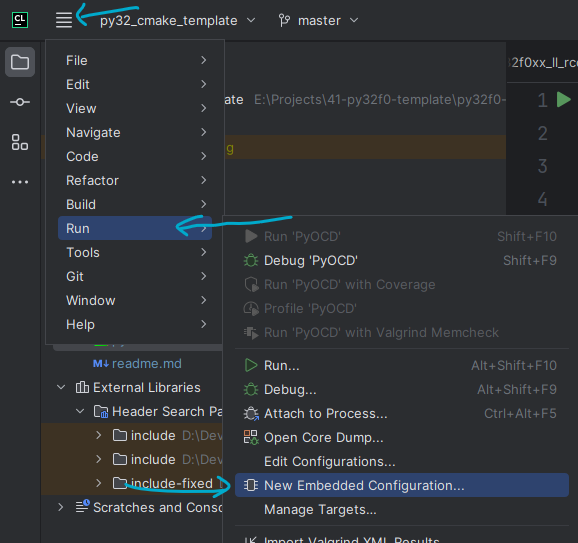 CL py32_cmake_template master
File
Edit
View
Navigate
Code
Refactor
Build
Run
Tools
Git
Window
Help
ate E:\Projects\41-py32f0-template\py32f0-
g
2f0xx_ll_rcc
1
2
3
4
Run 'PyOCD' Shift+F10
Debug 'PyOCD' Shift+F9
Run 'PyOCD' with Coverage
Profile 'PyOCD'
Run 'PyOCD' with Valgrind Memcheck
Run... Alt+Shift+F10
Debug... Alt+Shift+F9
Attach to Process... Ctrl+Alt+F5
Open Core Dump...
Edit Configurations...
New Embedded Configuration...
Manage Targets...
Import Valgrind XML Results
M↓ readme.md
External Libraries
Header Search Pa
include D:\Dev
include D:\Dev
include-fixed
Scratches and Conso